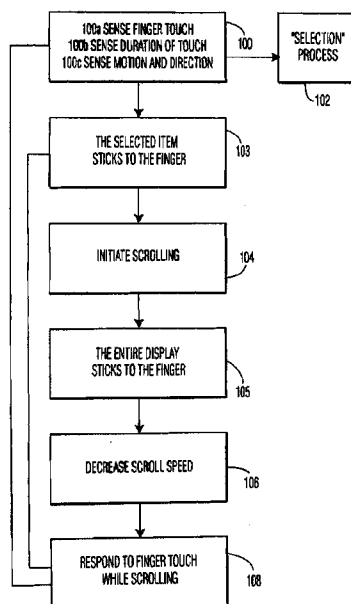 100a SENSE FINGER TOUCH
100b SENSE DURATION OF TOUCH
100c SENSE MOTION AND DIRECTION
100
"SELECTION"
PROCESS
102
THE SELECTED ITEM
STICKS TO THE FINGER
103
INITIATE SCROLLING
104
THE ENTIRE DISPLAY
STICKS TO THE FINGER
105
DECREASE SCROLL SPEED
106
RESPOND TO FINGER TOUCH
WHILE SCROLLING
108